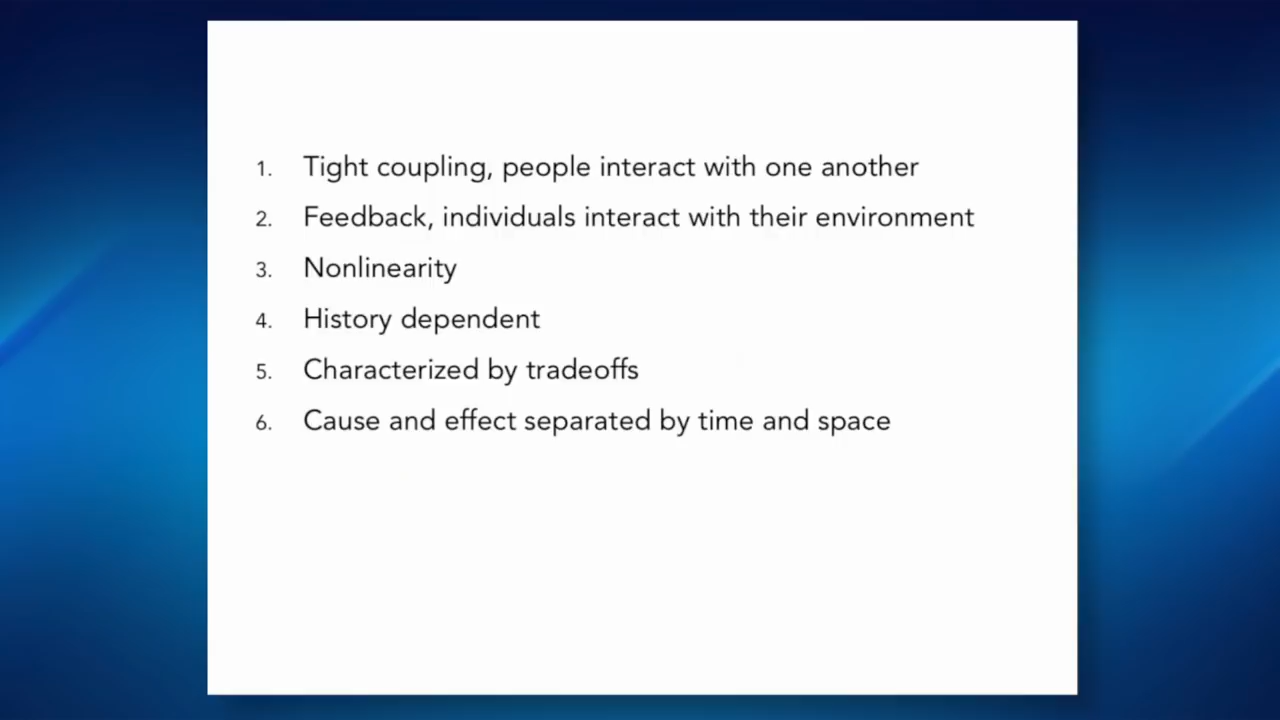 1. Tight coupling, people interact with one another
2. Feedback, individuals interact with their environment
3. Nonlinearity
4. History dependent
5. Characterized by tradeoffs
6. Cause and effect separated by time and space